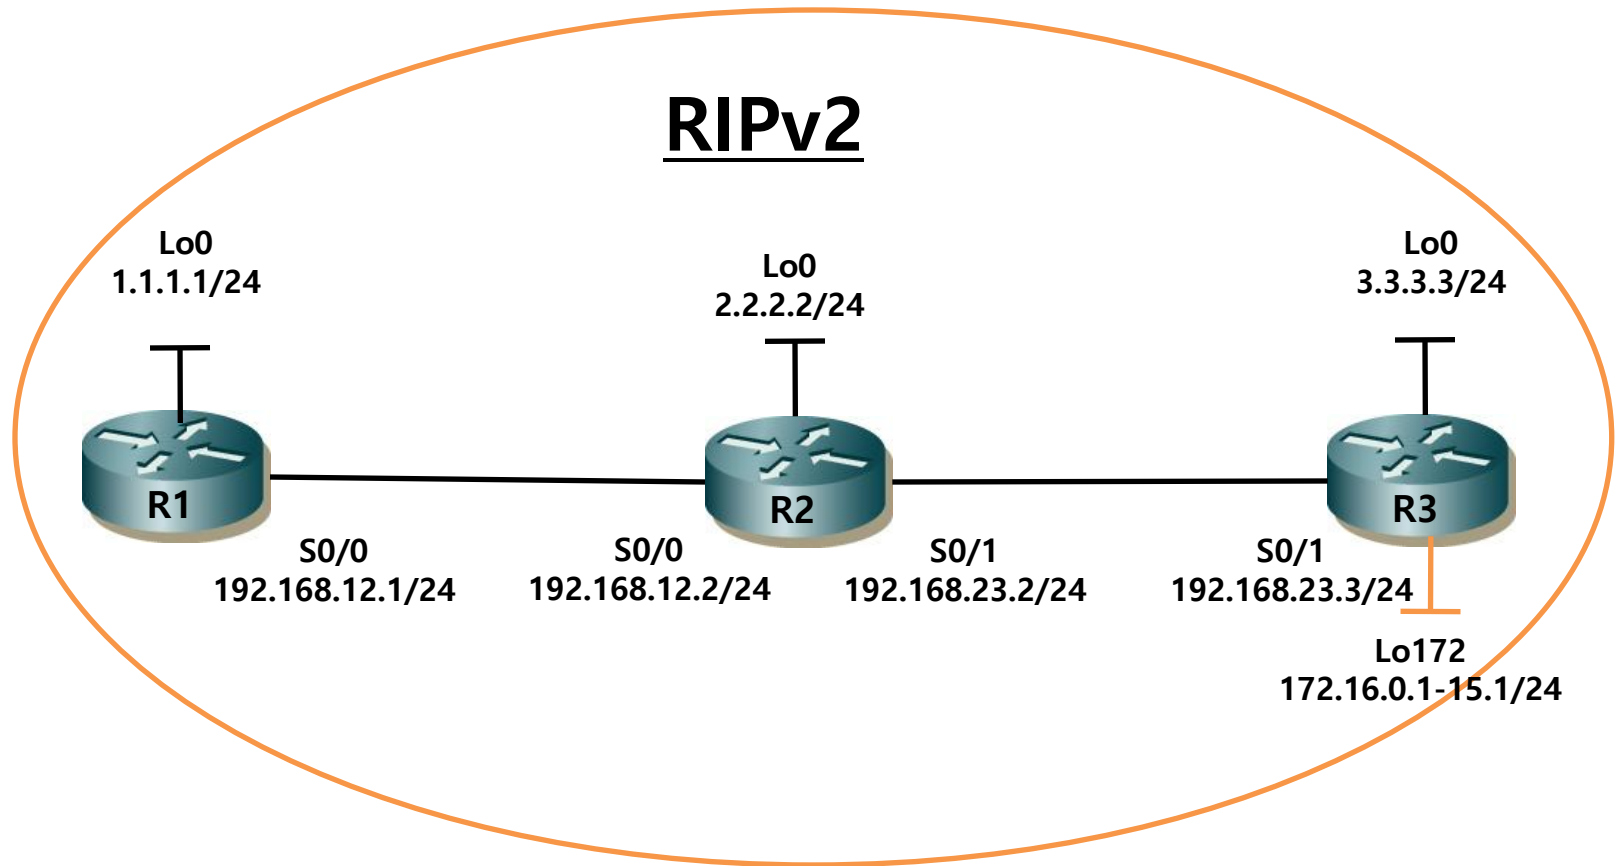 RIPv2
Lo0
1.1.1.1/24
Lo0
2.2.2.2/24
Lo0
3.3.3.3/24
R1
R2
R3
S0/0
192.168.12.1/24
S0/0
192.168.12.2/24
S0/1
192.168.23.2/24
S0/1
192.168.23.3/24
Lo172
172.16.0.1-15.1/24